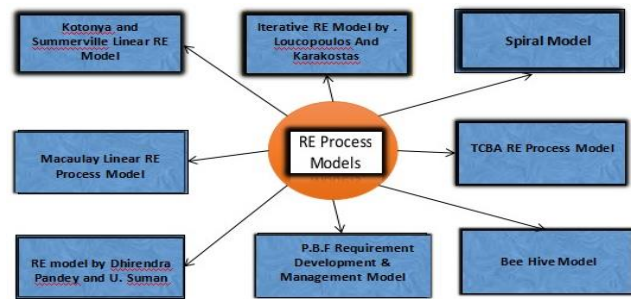 Kotonya and
Summerville Linear RE
Model
Iterative RE Model by .
Loucopoulos And
Karakostas
Spiral Model
Macaulay Linear RE
Process Model
RE Process
Models
TCBA RE Process Model
RE model by Dhirendra
Pandey and U. Suman
P.B.F Requirement
Development &
Management Model
Bee Hive Model